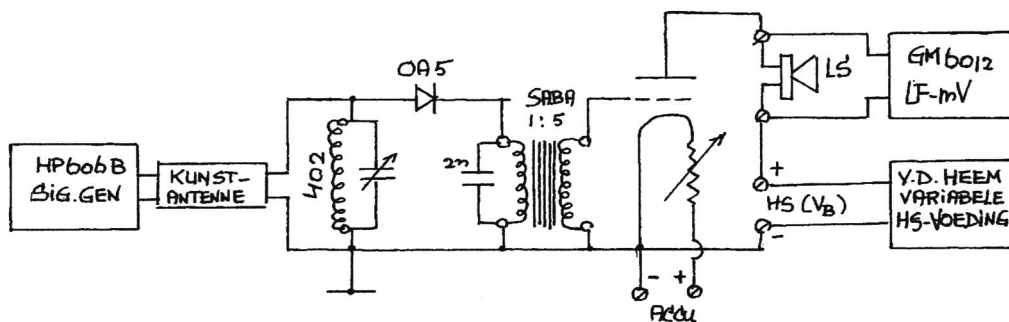 HP606B
SIG.GEN
KUNST-
ANTENNE
402
OA5
2n
SABA
1:5
- +
ACCU
LS
GM6012
LF-mV
+
HS (VB)
-
V.D. HEEM
VARIABELE
HS-VOEDING